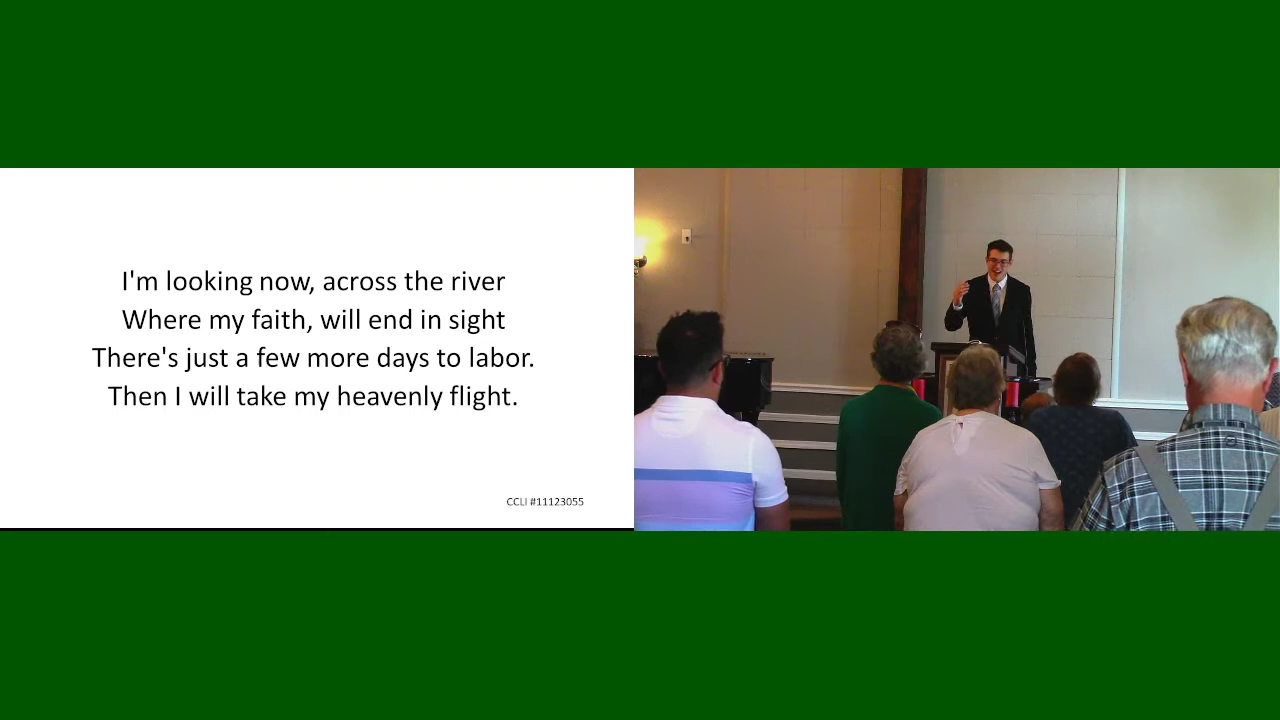 I'm looking now, across the river
Where my faith, will end in sight
There's just a few more days to labor.
Then I will take my heavenly flight.
CCLI #11123055